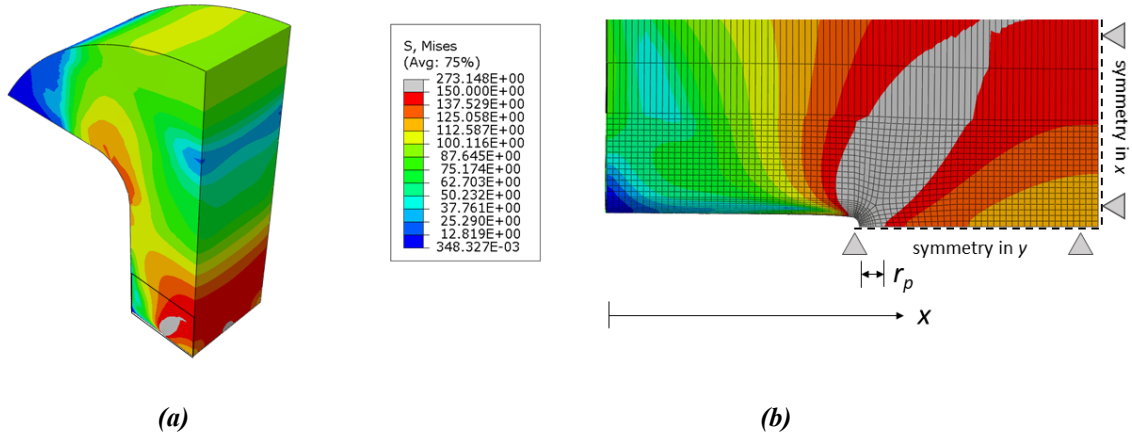 S, Mises
(Avg: 75%)
273.148E+00
150.000E+00
137.529E+00
125.058E+00
112.587E+00
100.116E+00
87.645E+00
75.174E+00
62.703E+00
50.232E+00
37.761E+00
25.290E+00
12.819E+00
348.327E-03
symmetry in x
symmetry in y
rp
x
(a)
(b)